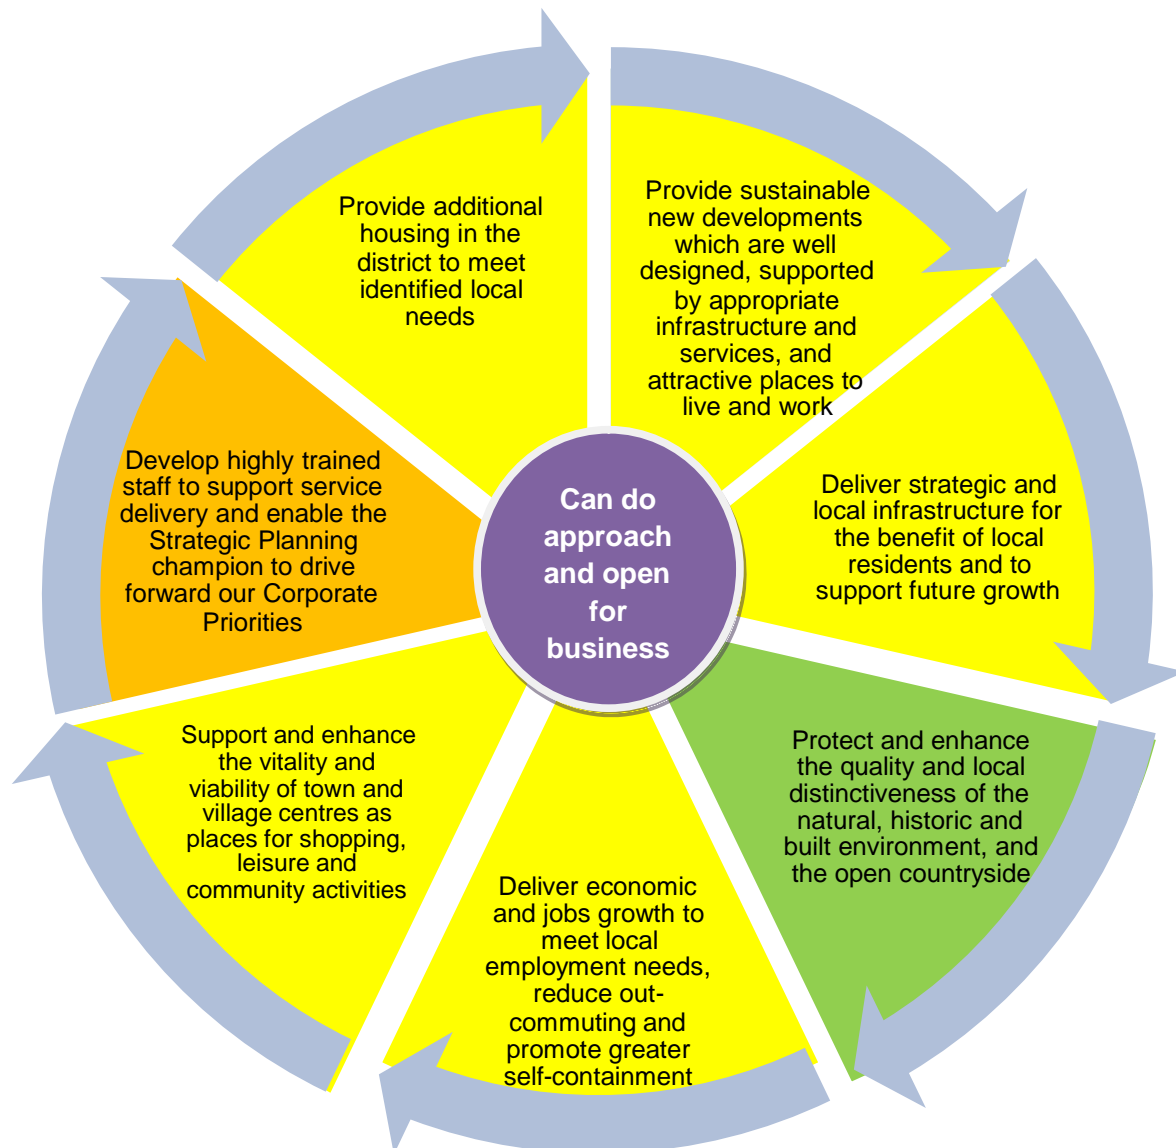 Provide additional
housing in the
district to meet
identified local
needs
Provide sustainable
new developments
which are well
designed, supported
by appropriate
infrastructure and
services, and
attractive places to
live and work
Deliver strategic and
local infrastructure for
the benefit of local
residents and to
support future growth
Protect and enhance
the quality and local
distinctiveness of the
natural, historic and
built environment, and
the open countryside
Deliver economic
and jobs growth to
meet local
employment needs,
reduce out-
commuting and
promote greater
self-containment
Support and enhance
the vitality and
viability of town and
village centres as
places for shopping,
leisure and
community activities
Develop highly trained
staff to support service
delivery and enable the
Strategic Planning
champion to drive
forward our Corporate
Priorities
Can do
approach
and open
for
business